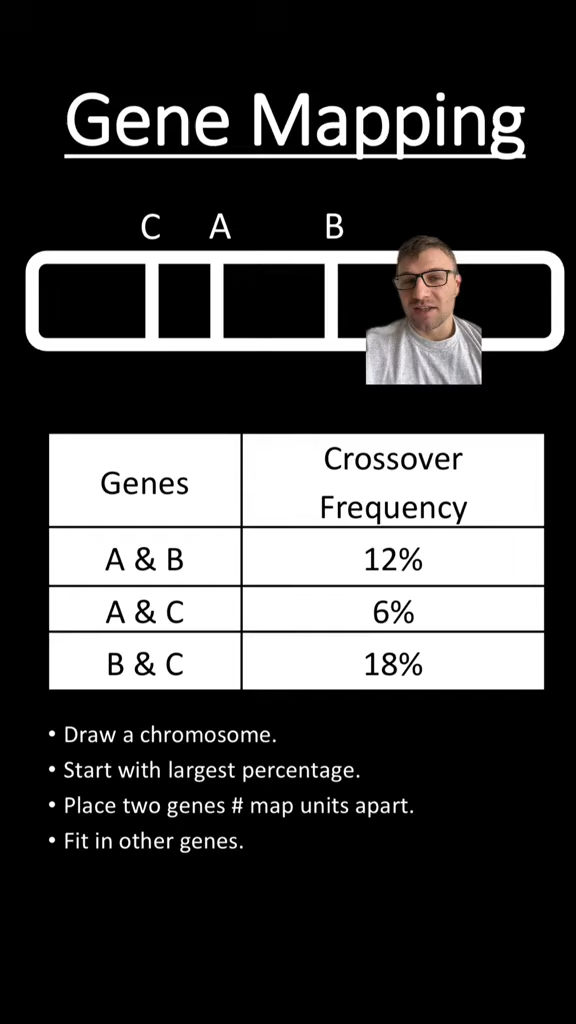 Gene Mapping
C A B
Genes
Crossover
Frequency
A & B 12%
A & C 6%
B & C 18%
• Draw a chromosome.
• Start with largest percentage.
• Place two genes # map units apart.
• Fit in other genes.